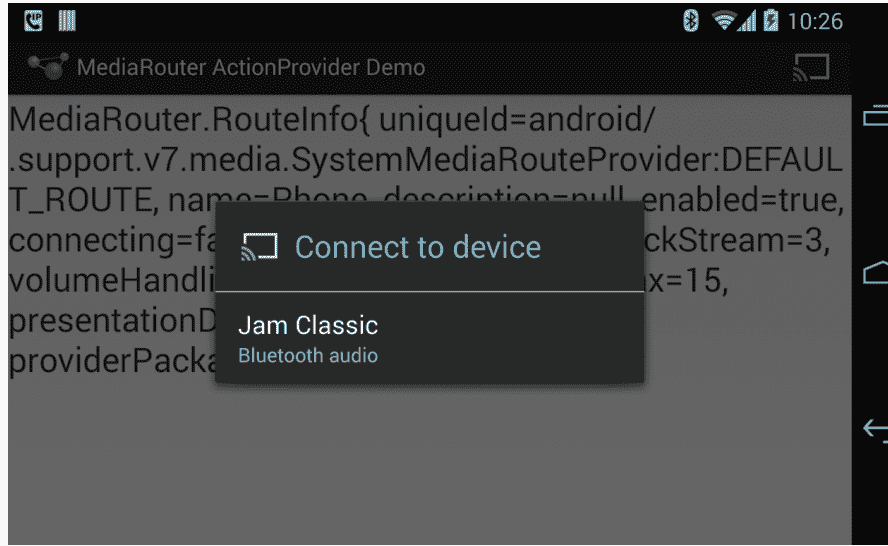 10:26
MediaRouter ActionProvider Demo
MediaRouter.RouteInfo{ uniqueId=android/
.support.v7.media.SystemMediaRouteProvider:DEFAUL
T_ROUTE, name=Phone, description=null, enabled=true,
connecting=fa ckStream=3,
volumeHandli x=15,
presentationD
providerPacka
Connect to device
Jam Classic
Bluetooth audio